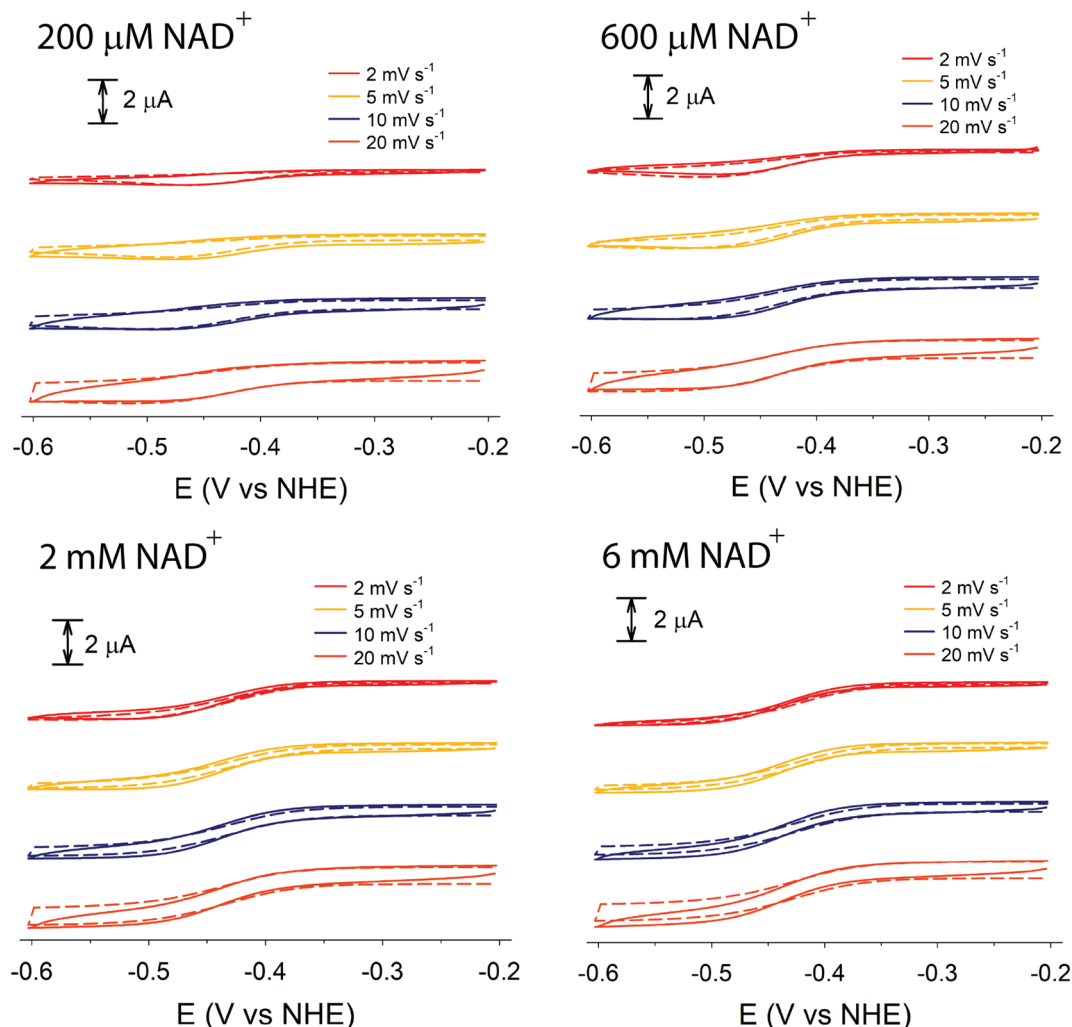 200 μM NAD⁺
2 μA
2 mV s⁻¹
5 mV s⁻¹
10 mV s⁻¹
20 mV s⁻¹
-0.6 -0.5 -0.4 -0.3 -0.2
E (V vs NHE)
600 μM NAD⁺
2 μA
2 mV s⁻¹
5 mV s⁻¹
10 mV s⁻¹
20 mV s⁻¹
-0.6 -0.5 -0.4 -0.3 -0.2
E (V vs NHE)
2 mM NAD⁺
2 μA
2 mV s⁻¹
5 mV s⁻¹
10 mV s⁻¹
20 mV s⁻¹
-0.6 -0.5 -0.4 -0.3 -0.2
E (V vs NHE)
6 mM NAD⁺
2 μA
2 mV s⁻¹
5 mV s⁻¹
10 mV s⁻¹
20 mV s⁻¹
-0.6 -0.5 -0.4 -0.3 -0.2
E (V vs NHE)